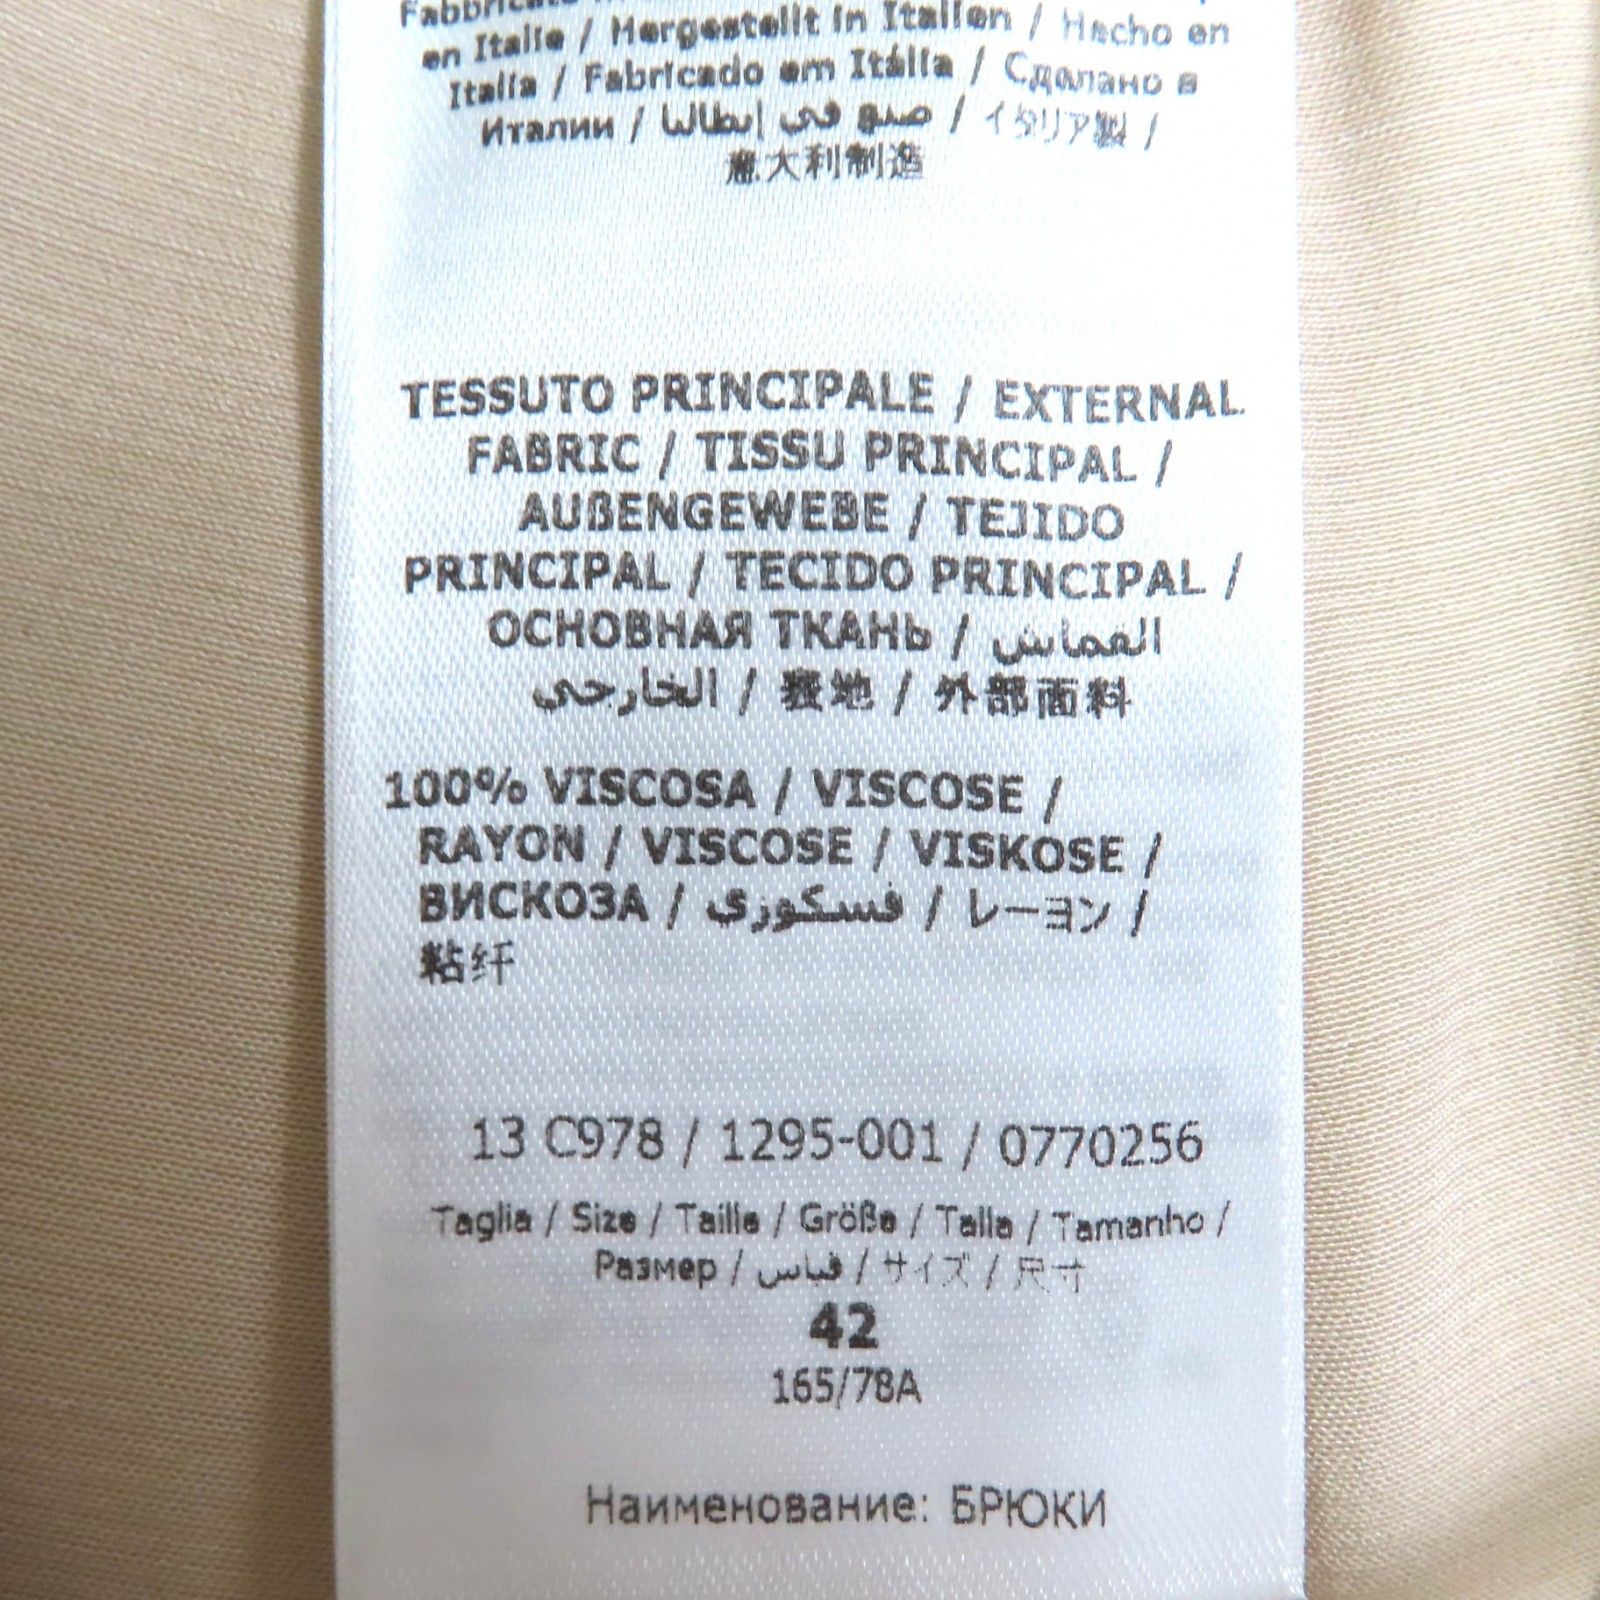 Fabbricato
en Italie / Hergestellt in Italien / Hecho en
Italia / Fabricado em Itália / Сделано в
Италии / صنع في إيطاليا / イタリア製 /
意大利制造
TESSUTO PRINCIPALE / EXTERNAL
FABRIC / TISSU PRINCIPAL /
AUßENGEWEBE / TEJIDO
PRINCIPAL / TECIDO PRINCIPAL /
ОСНОВНАЯ ТКАНЬ / القماش
الخارجي / 表地 / 外部面料
100% VISCOSA / VISCOSE /
RAYON / VISCOSE / VISKOSE /
ВИСКОЗА / فسكوزي / レーヨン /
粘纤
13 C978 / 1295-001 / 0770256
Taglia / Size / Taille / Größe / Talla / Tamanho /
Размер / قياس / サイズ / 尺寸
42
165/78A
Наименование: БРЮКИ